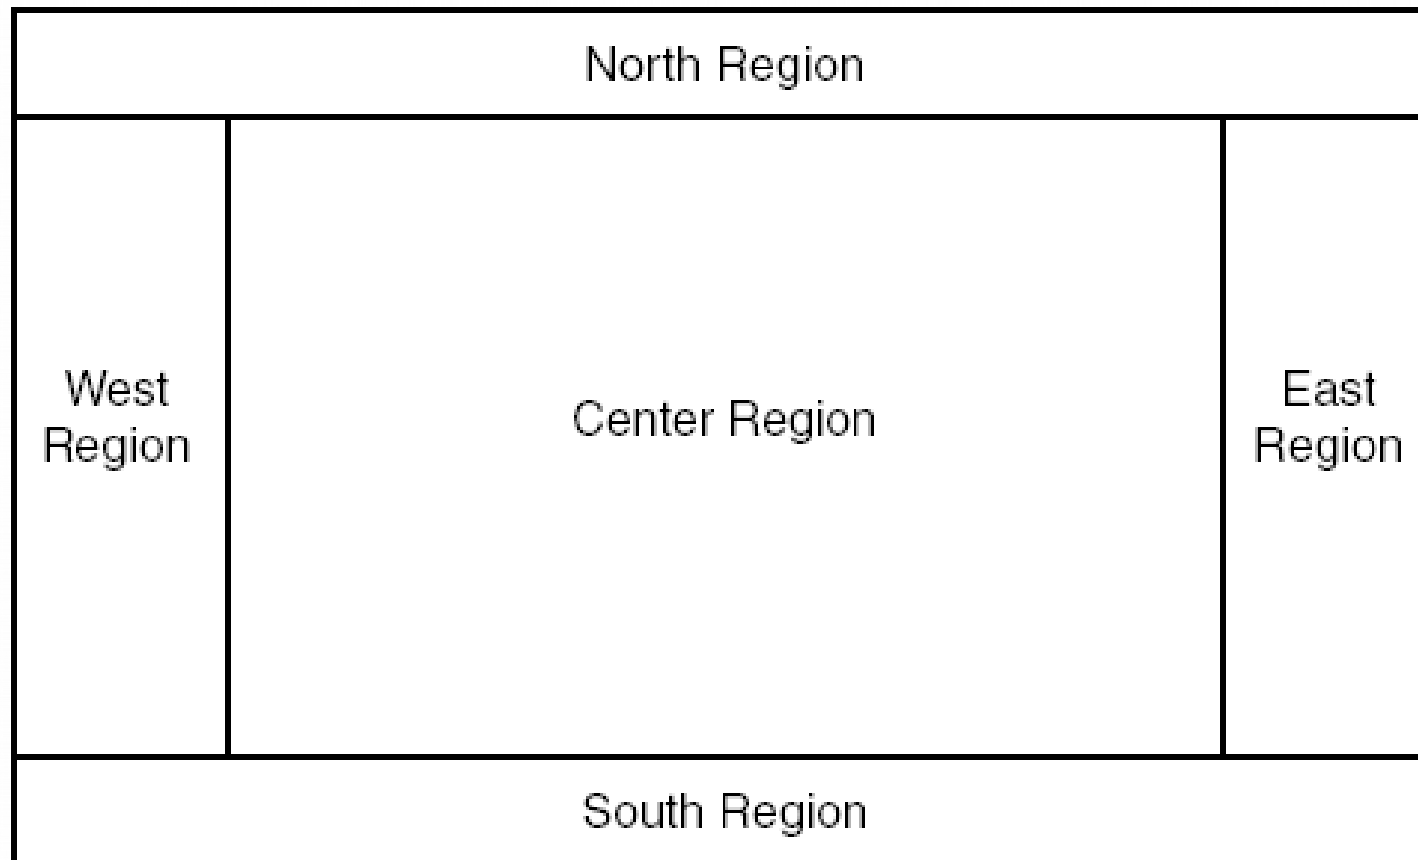 North Region
West
Region
Center Region
East
Region
South Region